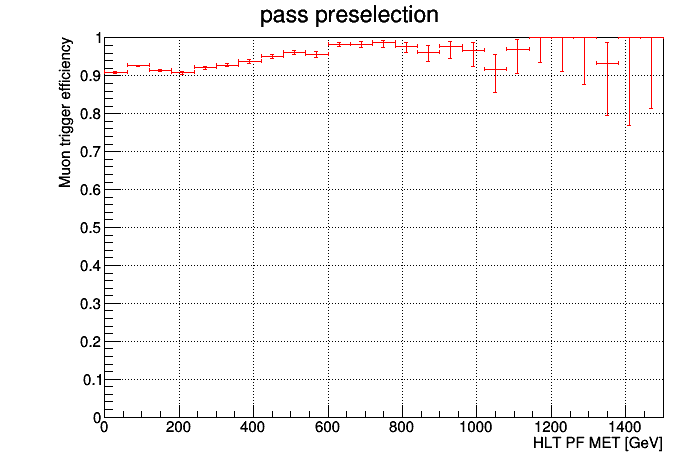 pass preselection
Muon trigger efficiency
1
0.9
0.8
0.7
0.6
0.5
0.4
0.3
0.2
0.1
0
0 200 400 600 800 1000 1200 1400
HLT PF MET [GeV]